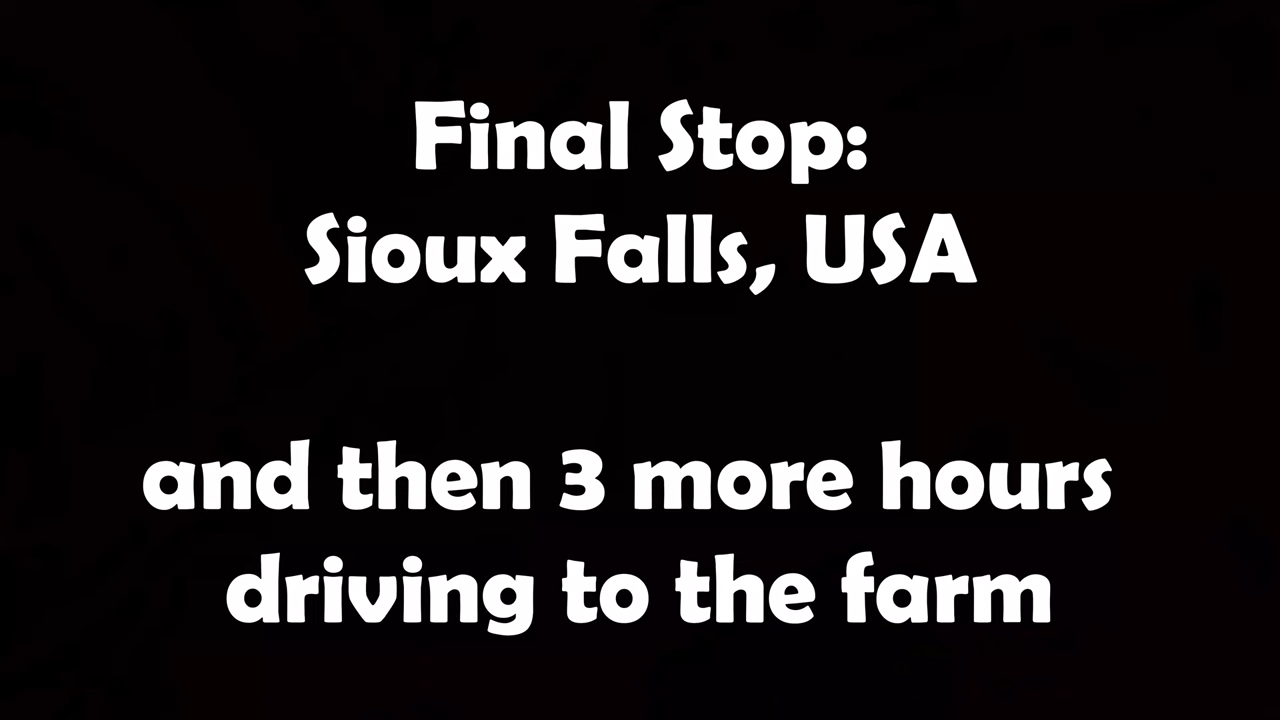 Final Stop:
Sioux Falls, USA
and then 3 more hours
driving to the farm